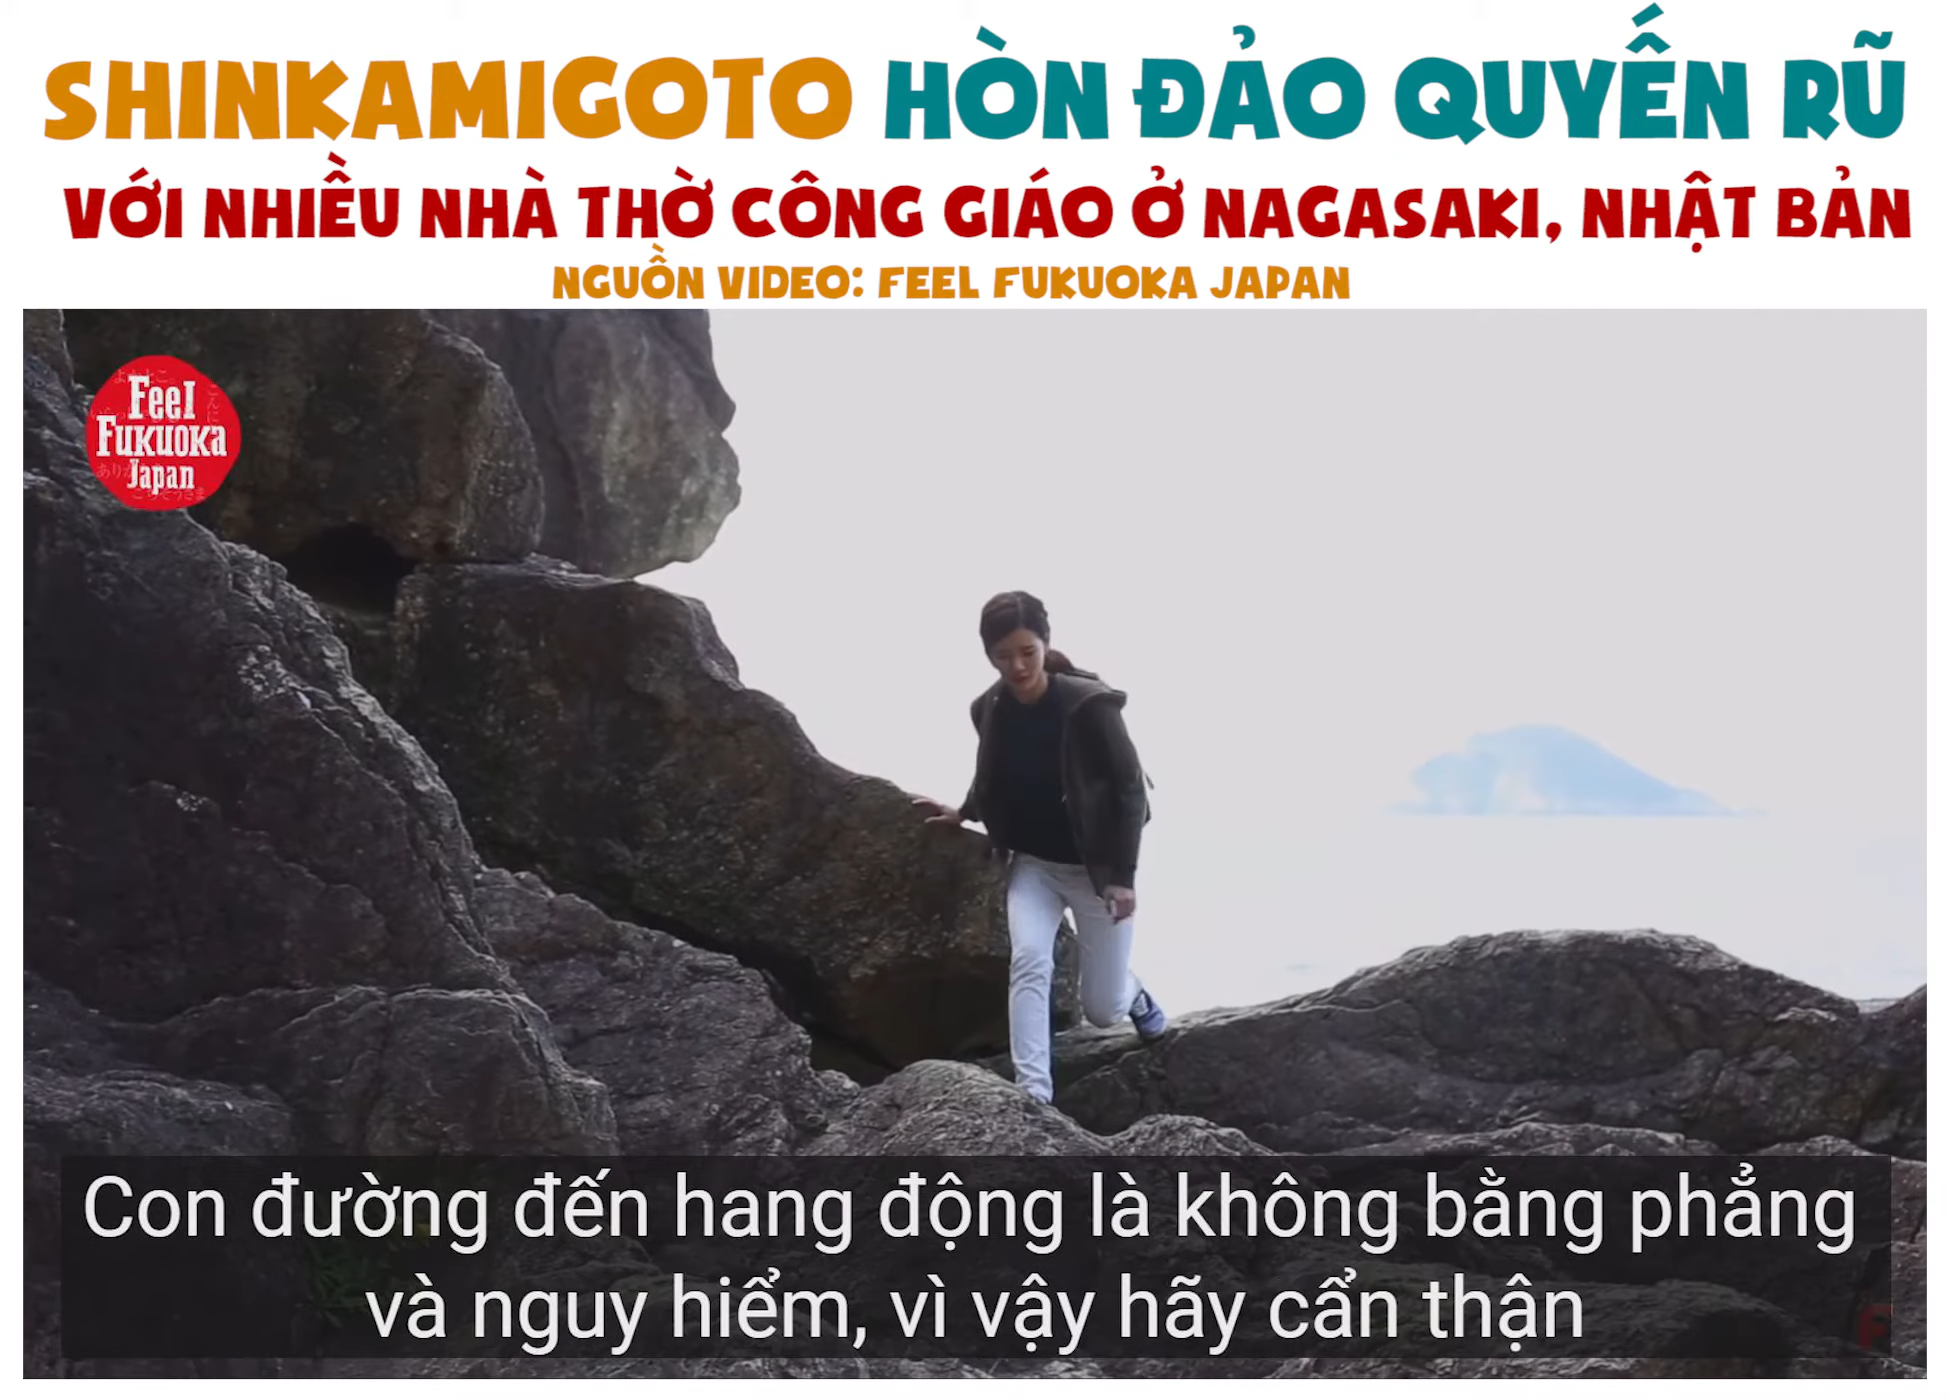 SHINKAMIGOTO HÒN ĐẢO QUYẾN RŨ
VỚI NHIỀU NHÀ THỜ CÔNG GIÁO Ở NAGASAKI, NHẬT BẢN
NGUỒN VIDEO: FEEL FUKUOKA JAPAN
Feel
Fukuoka
Japan
Con đường đến hang động là không bằng phẳng
và nguy hiểm, vì vậy hãy cẩn thận